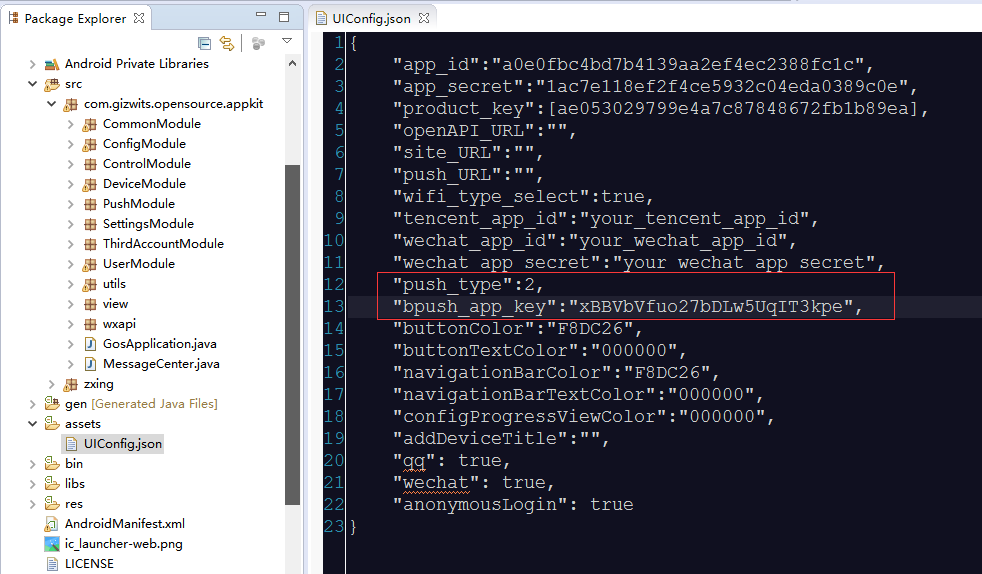 Package Explorer
Android Private Libraries
src
com.gizwits.opensource.appkit
CommonModule
ConfigModule
ControlModule
DeviceModule
PushModule
SettingsModule
ThirdAccountModule
UserModule
utils
view
wxapi
GosApplication.java
MessageCenter.java
zxing
gen [Generated Java Files]
assets
UIConfig.json
bin
libs
res
AndroidManifest.xml
ic_launcher-web.png
LICENSE
UIConfig.json
1 {
2 "app_id":"a0e0fbc4bd7b4139aa2ef4ec2388fc1c",
3 "app_secret":"1ac7e118ef2f4ce5932c04eda0389c0e",
4 "product_key":[ae053029799e4a7c87848672fb1b89ea],
5 "openAPI_URL":"",
6 "site_URL":"",
7 "push_URL":"",
8 "wifi_type_select":true,
9 "tencent_app_id":"your_tencent_app_id",
10 "wechat_app_id":"your_wechat_app_id",
11 "wechat_app_secret":"your_wechat_app_secret",
12 "push_type":2,
13 "bpush_app_key":"xBBVbVfuo27bDLw5UqIT3kpe",
14 "buttonColor":"F8DC26",
15 "buttonTextColor":"000000",
16 "navigationBarColor":"F8DC26",
17 "navigationBarTextColor":"000000",
18 "configProgressViewColor":"000000",
19 "addDeviceTitle":"",
20 "qq": true,
21 "wechat": true,
22 "anonymousLogin": true
23 }